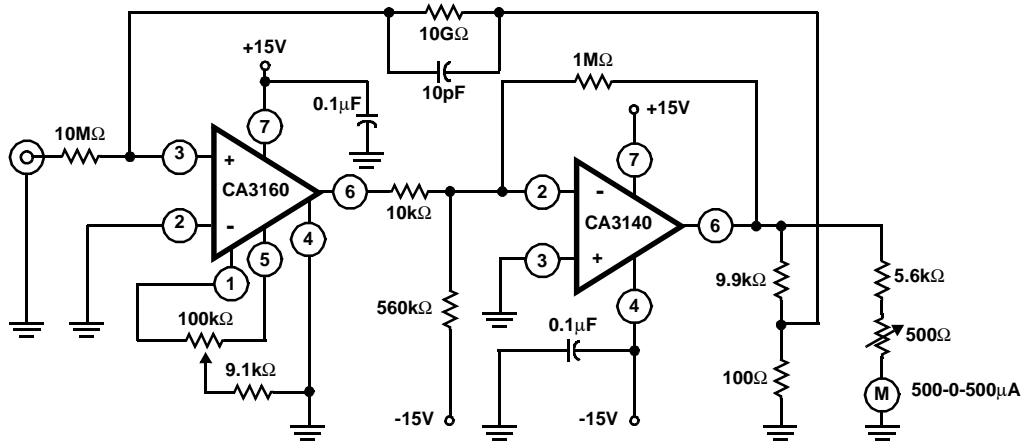 10GΩ
10pF
+15V
0.1μF
1MΩ
+15V
10MΩ
7
7
3
+
CA3160
6
10kΩ
2
-
CA3140
6
2
-
4
5
1
3
+
4
9.9kΩ
5.6kΩ
560kΩ
100kΩ
0.1μF
500Ω
9.1kΩ
100Ω
M
500-0-500μA
-15V
-15V